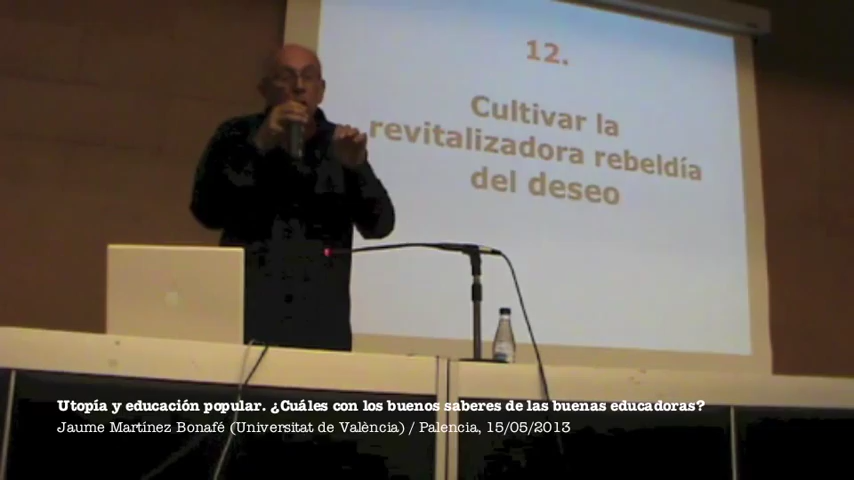 12.
Cultivar la
revitalizadora rebeldía
del deseo
Utopía y educación popular. ¿Cuáles con los buenos saberes de las buenas educadoras?
Jaume Martínez Bonafé (Universitat de València) / Palencia, 15/05/2013